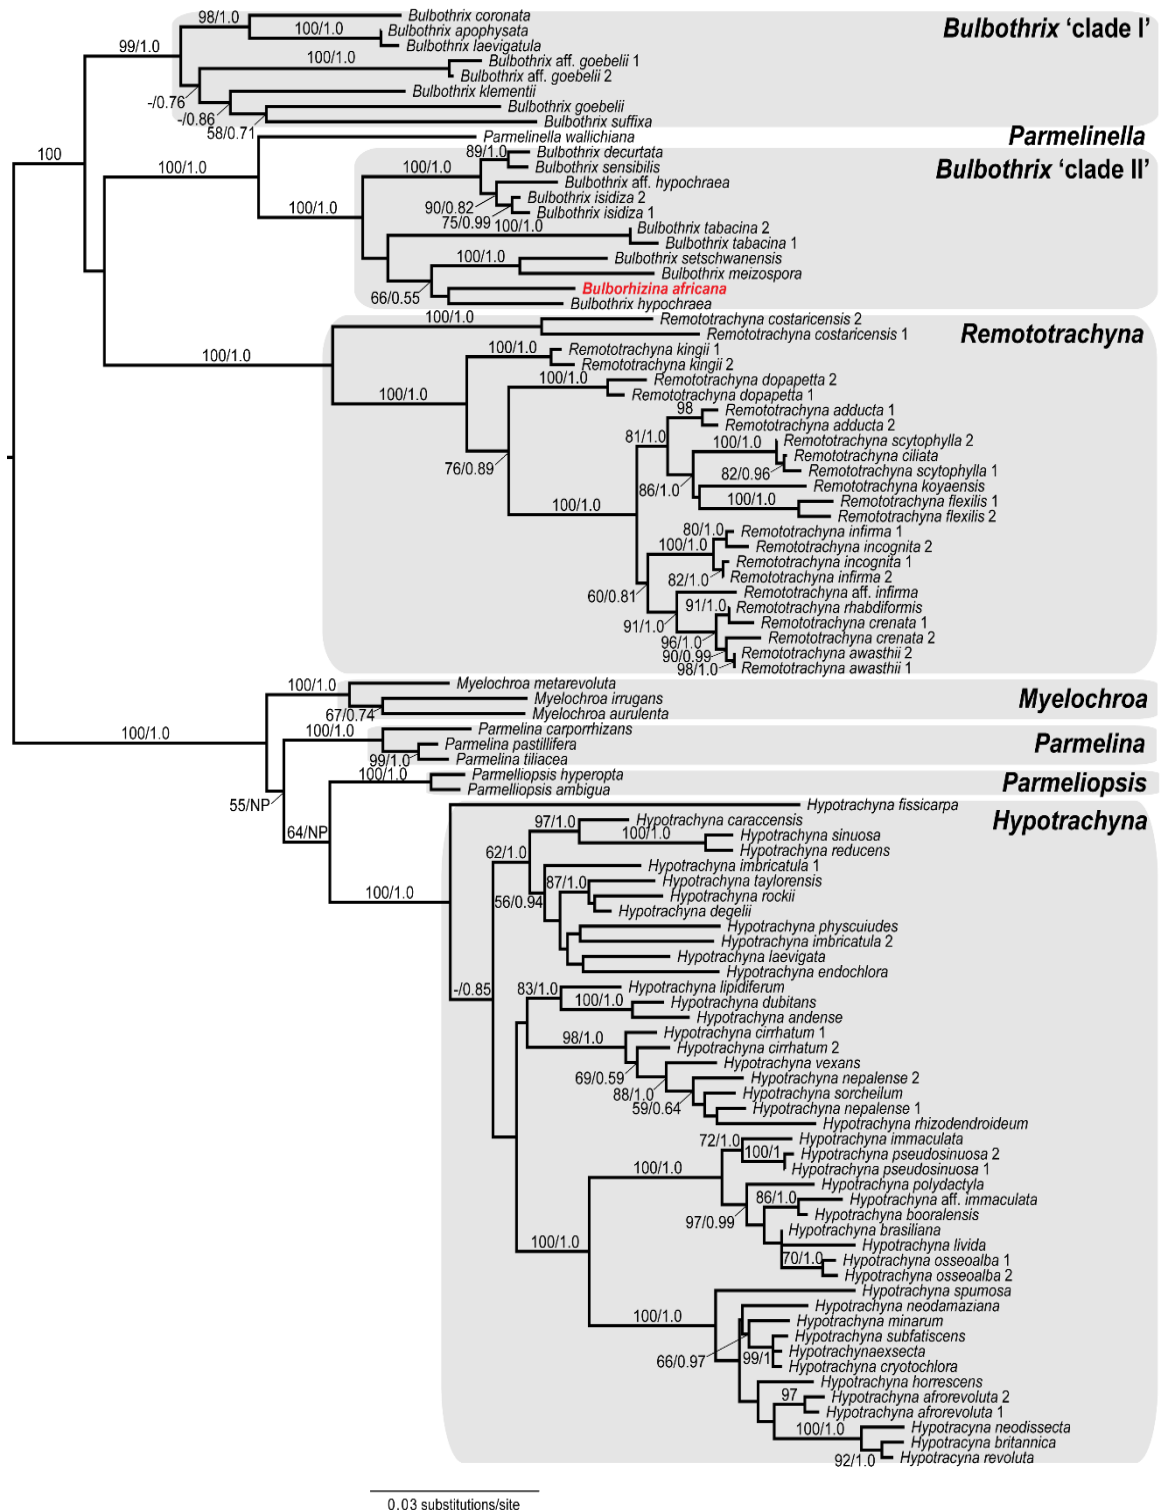 Bulbothrix coronata
98/1.0
Bulbothrix 'clade I'
Bulbothrix apophysata
100/1.0
Bulbothrix laevigatula
99/1.0
Bulbothrix aff. goebelii 1
100/1.0
Bulbothrix aff. goebelii 2
Bulbothrix klementii
-/0.76
Bulbothrix goebelii
-/0.86
Bulbothrix suffixa
58/0.71
Parmelinella wallichiana
Parmelinella
100
89/1.0
Bulbothrix decurtata
100/1.0
100/1.0
Bulbothrix sensibilis
Bulbothrix 'clade II'
Bulbothrix aff. hypochraea
Bulbothrix isidiza 2
90/0.82
100/1.0
Bulbothrix isidiza 1
75/0.99
100/1.0
Bulbothrix tabacina 2
Bulbothrix tabacina 1
100/1.0
Bulbothrix setschwanensis
Bulbothrix meizospora
Bulborhizina africana
66/0.55
Bulbothrix hypochraea
100/1.0
Remototrachyna costaricensis 2
Remototrachyna costaricensis 1
Remototrachyna
100/1.0
100/1.0
Remototrachyna kingii 1
Remototrachyna kingii 2
100/1.0
Remototrachyna dopapetta 2
100/1.0
Remototrachyna dopapetta 1
98
Remototrachyna adducta 1
Remototrachyna adducta 2
81/1.0
100/1.0
Remototrachyna scytophylla 2
Remototrachyna ciliata
76/0.89
82/0.96
Remototrachyna scytophylla 1
86/1.0
Remototrachyna koyaensis
100/1.0
100/1.0
Remototrachyna flexilis 1
Remototrachyna flexilis 2
80/1.0
Remototrachyna infirma 1
100/1.0
Remototrachyna incognita 2
Remototrachyna incognita 1
82/1.0
Remototrachyna infirma 2
60/0.81
Remototrachyna aff. infirma
91/1.0
Remototrachyna rhabdiformis
91/1.0
Remototrachyna crenata 1
96/1.0
Remototrachyna crenata 2
90/0.99
Remototrachyna awasthii 2
98/1.0
Remototrachyna awasthii 1
100/1.0
Myelochroa metarevoluta
Myelochroa irrugans
Myelochroa
67/0.74
Myelochroa aurulenta
100/1.0
100/1.0
Parmelina carporrhizans
Parmelina pastillifera
Parmelina
99/1.0
Parmelina tiliacea
100/1.0
Parmelliopsis hyperopta
Parmeliopsis
Parmelliopsis ambigua
55/NP
Hypotrachyna fissicarpa
Hypotrachyna
97/1.0
Hypotrachyna caraccensis
64/NP
100/1.0
Hypotrachyna sinuosa
62/1.0
Hypotrachyna reducens
Hypotrachyna imbricatula 1
87/1.0
Hypotrachyna taylorensis
100/1.0
56/0.94
Hypotrachyna rockii
Hypotrachyna degelii
Hypotrachyna physcuiudes
Hypotrachyna imbricatula 2
Hypotrachyna laevigata
Hypotrachyna endochlora
-/0.85
83/1.0
Hypotrachyna lipidiferum
100/1.0
Hypotrachyna dubitans
Hypotrachyna andense
98/1.0
Hypotrachyna cirrhatum 1
Hypotrachyna cirrhatum 2
Hypotrachyna vexans
69/0.59
Hypotrachyna nepalense 2
88/1.0
Hypotrachyna sorcheilum
59/0.64
Hypotrachyna nepalense 1
Hypotrachyna rhizodendroideum
72/1.0
Hypotrachyna immaculata
100/1
Hypotrachyna pseudosinuosa 2
100/1.0
Hypotrachyna pseudosinuosa 1
Hypotrachyna polydactyla
86/1.0
Hypotrachyna aff. immaculata
97/0.99
Hypotrachyna booralensis
Hypotrachyna brasiliana
100/1.0
Hypotrachyna livida
70/1.0
Hypotrachyna osseoalba 1
Hypotrachyna osseoalba 2
Hypotrachyna spumosa
Hypotrachyna neodamaziana
100/1.0
Hypotrachyna minarum
Hypotrachyna subfatiscens
66/0.97
99/1
Hypotrachynaexsecta
Hypotrachyna cryotochlora
Hypotrachyna horrescens
97
Hypotrachyna afrorevoluta 2
Hypotrachyna afrorevoluta 1
100/1.0
Hypotracyna neodissecta
Hypotracyna britannica
92/1.0
Hypotracyna revoluta
0.03 substitutions/site